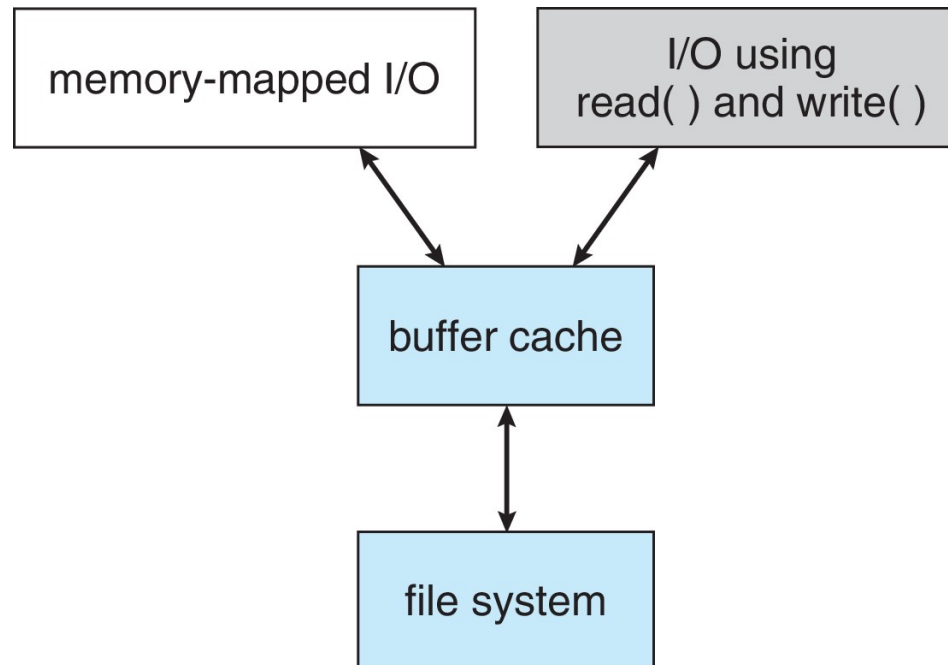 memory-mapped I/O
I/O using
read( ) and write( )
buffer cache
file system